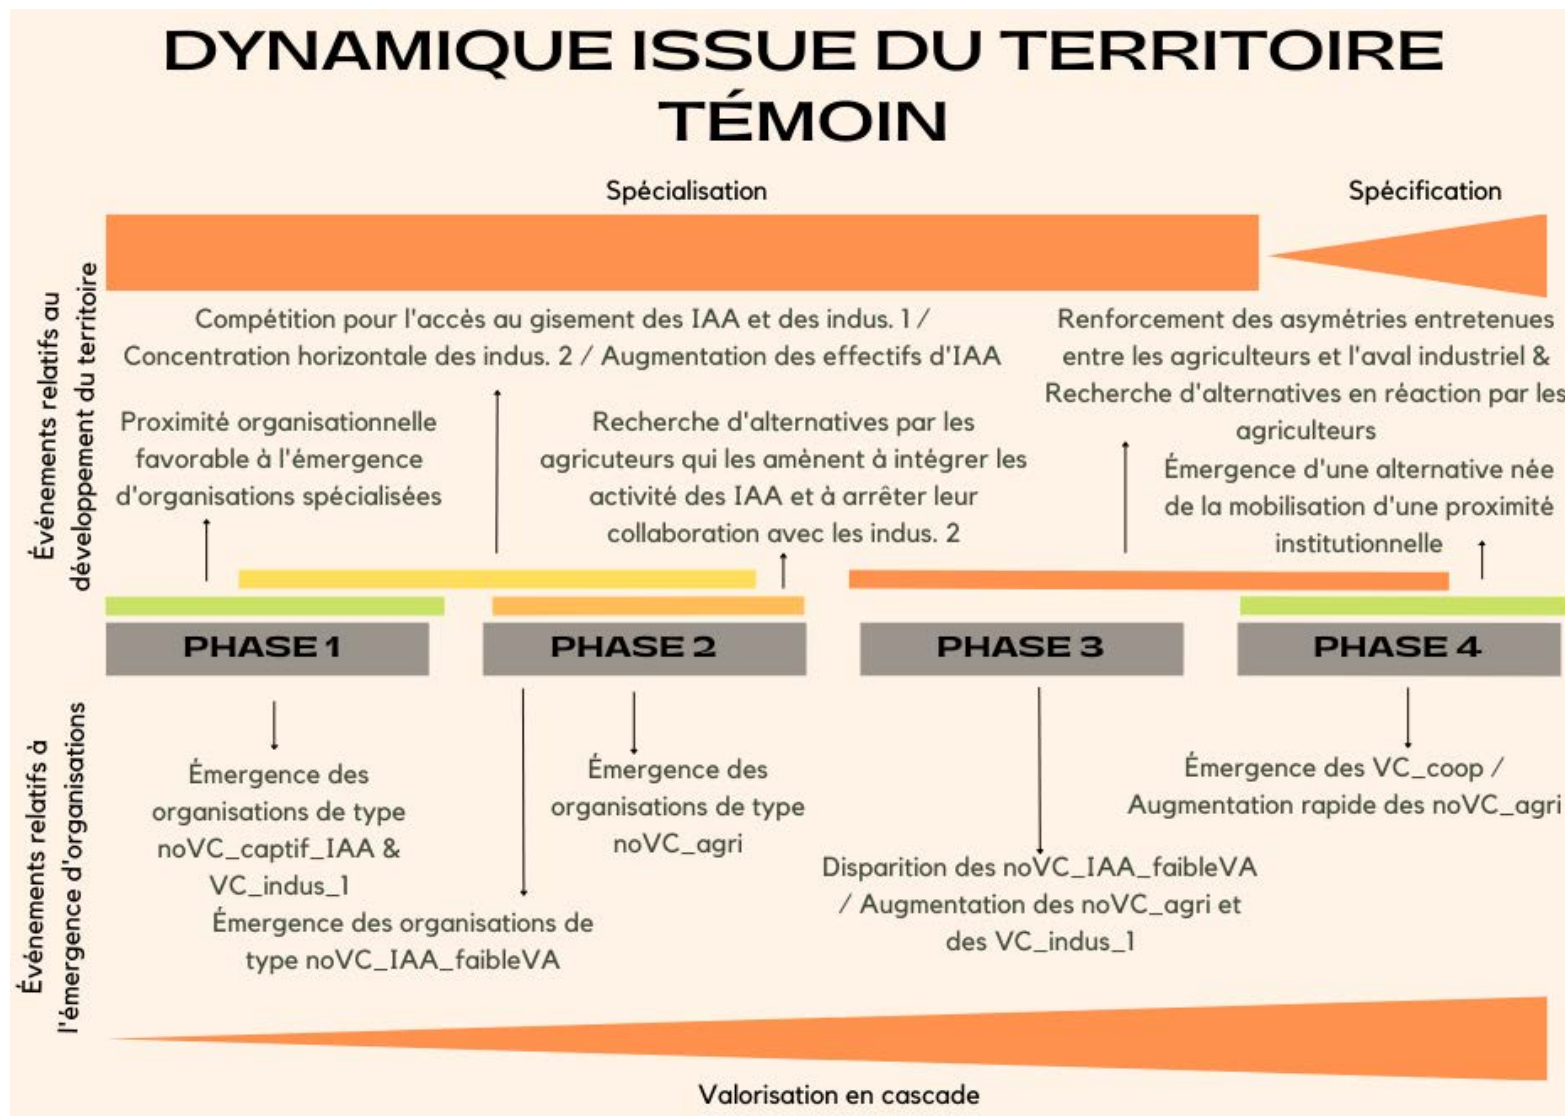 DYNAMIQUE ISSUE DU TERRITOIRE
TÉMOIN
Spécialisation
Spécification
Événements relatifs au
développement du territoire
Compétition pour l'accès au gisement des IAA et des indus. 1 /
Concentration horizontale des indus. 2 / Augmentation des effectifs d'IAA
Renforcement des asymétries entretenues
entre les agriculteurs et l'aval industriel &
Recherche d'alternatives en réaction par les
agriculteurs
Proximité organisationnelle
favorable à l'émergence
d'organisations spécialisées
Recherche d'alternatives par les
agricuteurs qui les amènent à intégrer les
activité des IAA et à arrêter leur
collaboration avec les indus. 2
Émergence d'une alternative née
de la mobilisation d'une proximité
institutionnelle
PHASE 1
PHASE 2
PHASE 3
PHASE 4
Événements relatifs à
l'émergence d'organisations
Émergence des
organisations de type
noVC_captif_IAA &
VC_indus_1
Émergence des organisations de
type noVC_IAA_faibleVA
Émergence des
organisations de type
noVC_agri
Disparition des noVC_IAA_faibleVA
/ Augmentation des noVC_agri et
des VC_indus_1
Émergence des VC_coop /
Augmentation rapide des noVC_agri
Valorisation en cascade